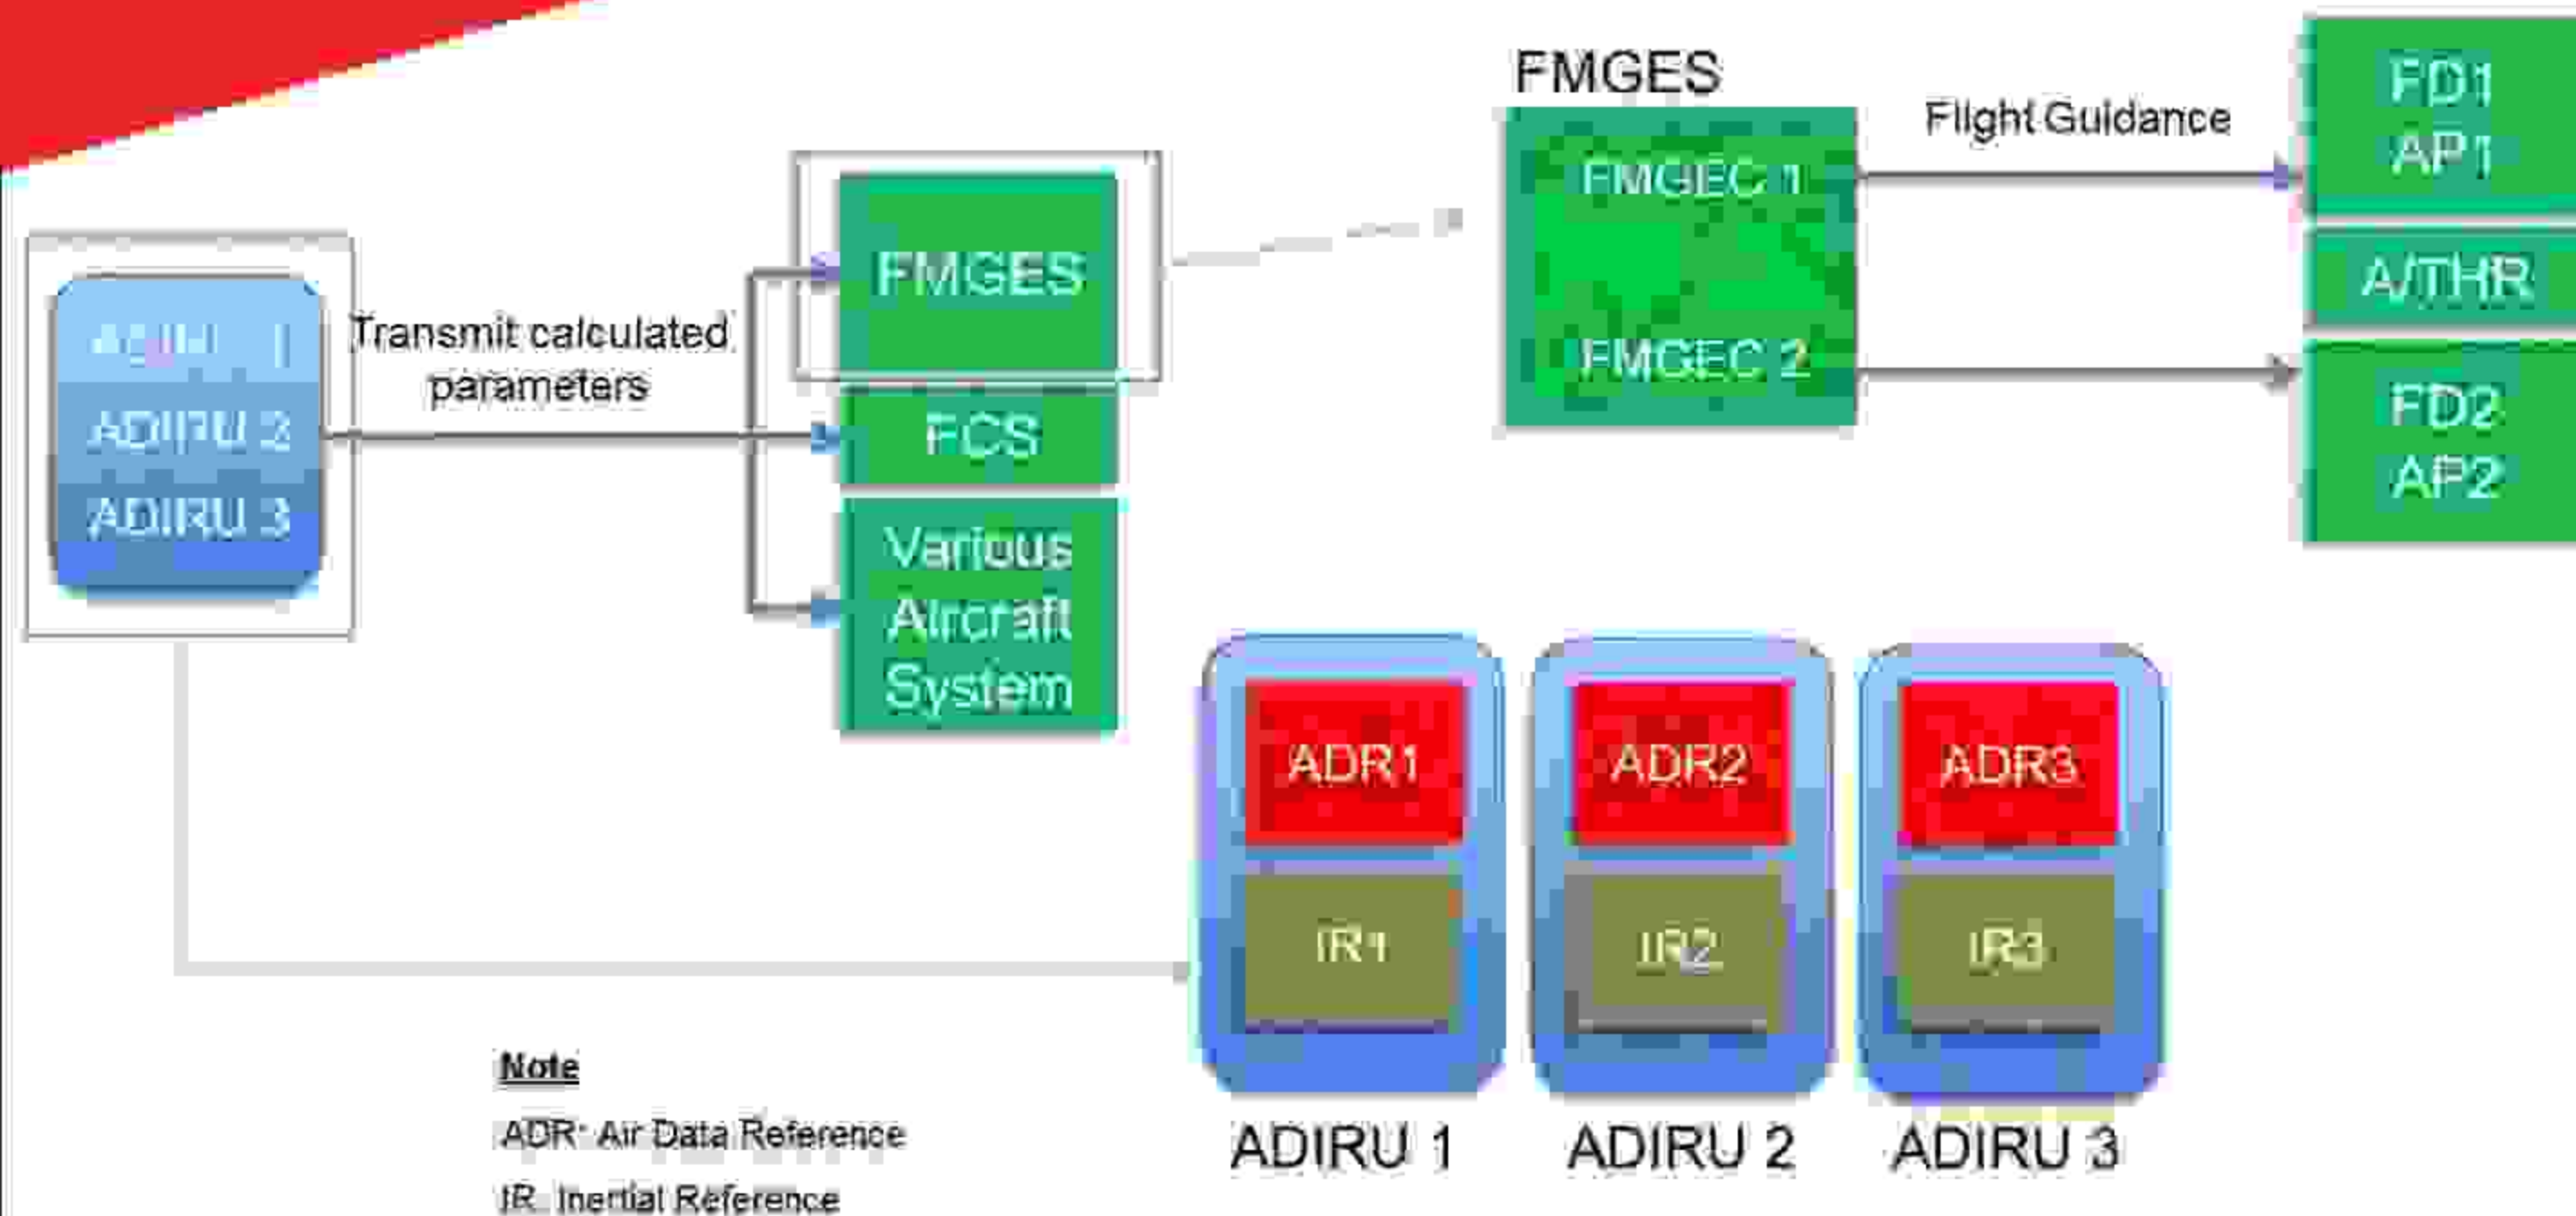 FMGES
Flight Guidance
FD1
AP1
FMGEC 1
FMGES
A/THR
Transmit calculated
parameters
FMGEC 2
ADIRU 2
FCS
FD2
AP2
ADIRU 3
Various
Aircraft
System
ADR1
ADR2
ADR3
IR1
IR2
IR3
Note
ADR: Air Data Reference
IR: Inertial Reference
ADIRU 1
ADIRU 2
ADIRU 3